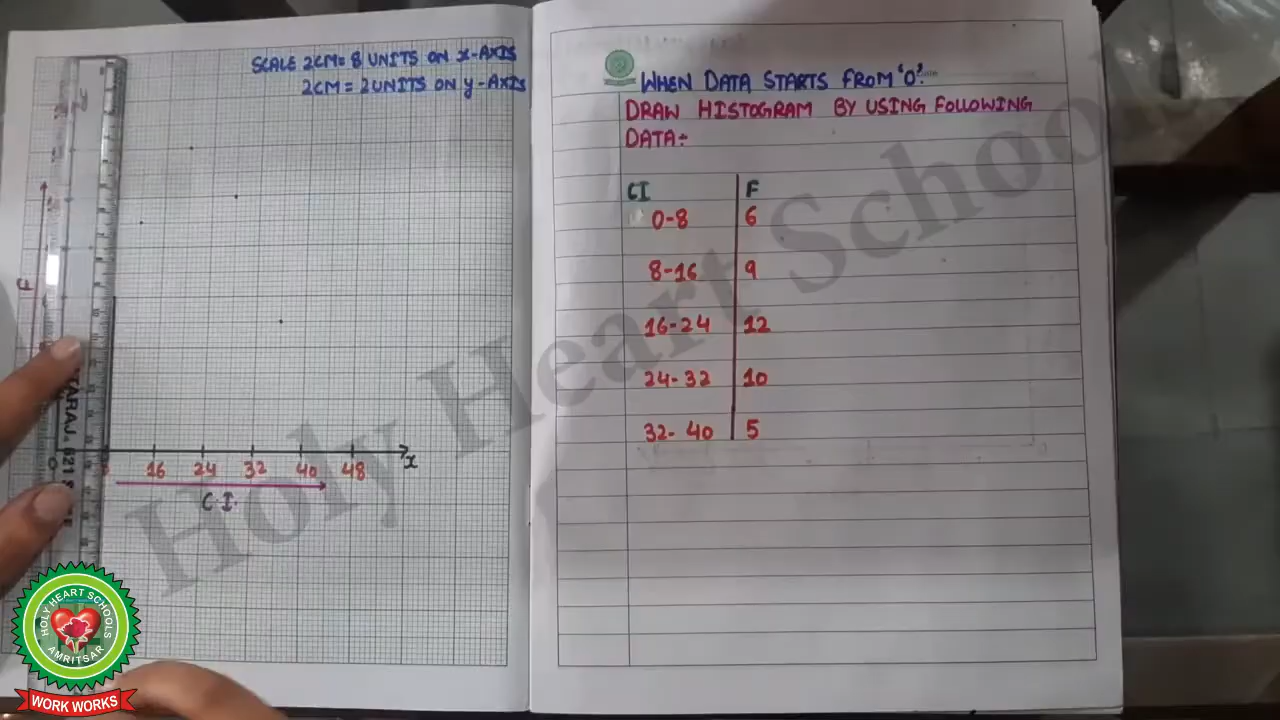 SCALE 2CM= 8 UNITS ON X-AXIS
2CM = 2UNITS ON Y-AXIS
F
16 24 32 40 48 x
C.I.
WHEN DATA STARTS FROM '0'.
DRAW HISTOGRAM BY USING FOLLOWING
DATA:-
CI F
0-8 6
8-16 9
16-24 12
24-32 10
32-40 5
Holy Heart Schools
HOLY HEART SCHOOLS
AMRITSAR
WORK WORKS